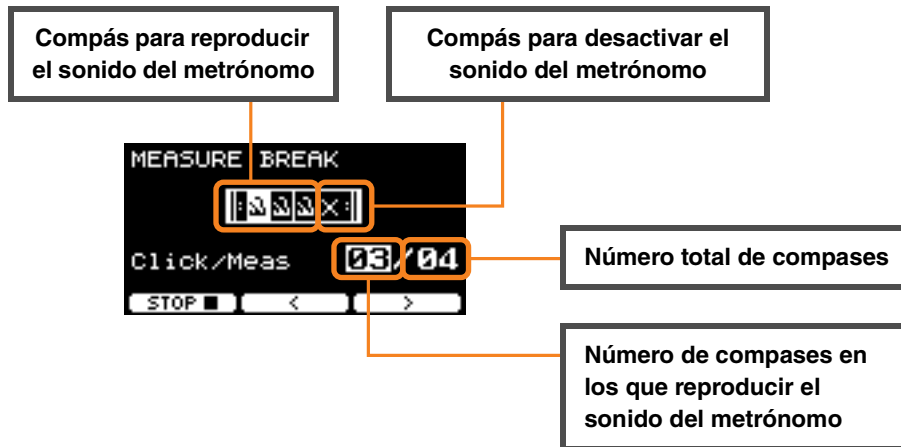 Compás para reproducir
el sonido del metrónomo
Compás para desactivar el
sonido del metrónomo
MEASURE BREAK
Click/Meas 03/04
STOP ■ < >
Número total de compases
Número de compases en
los que reproducir el
sonido del metrónomo